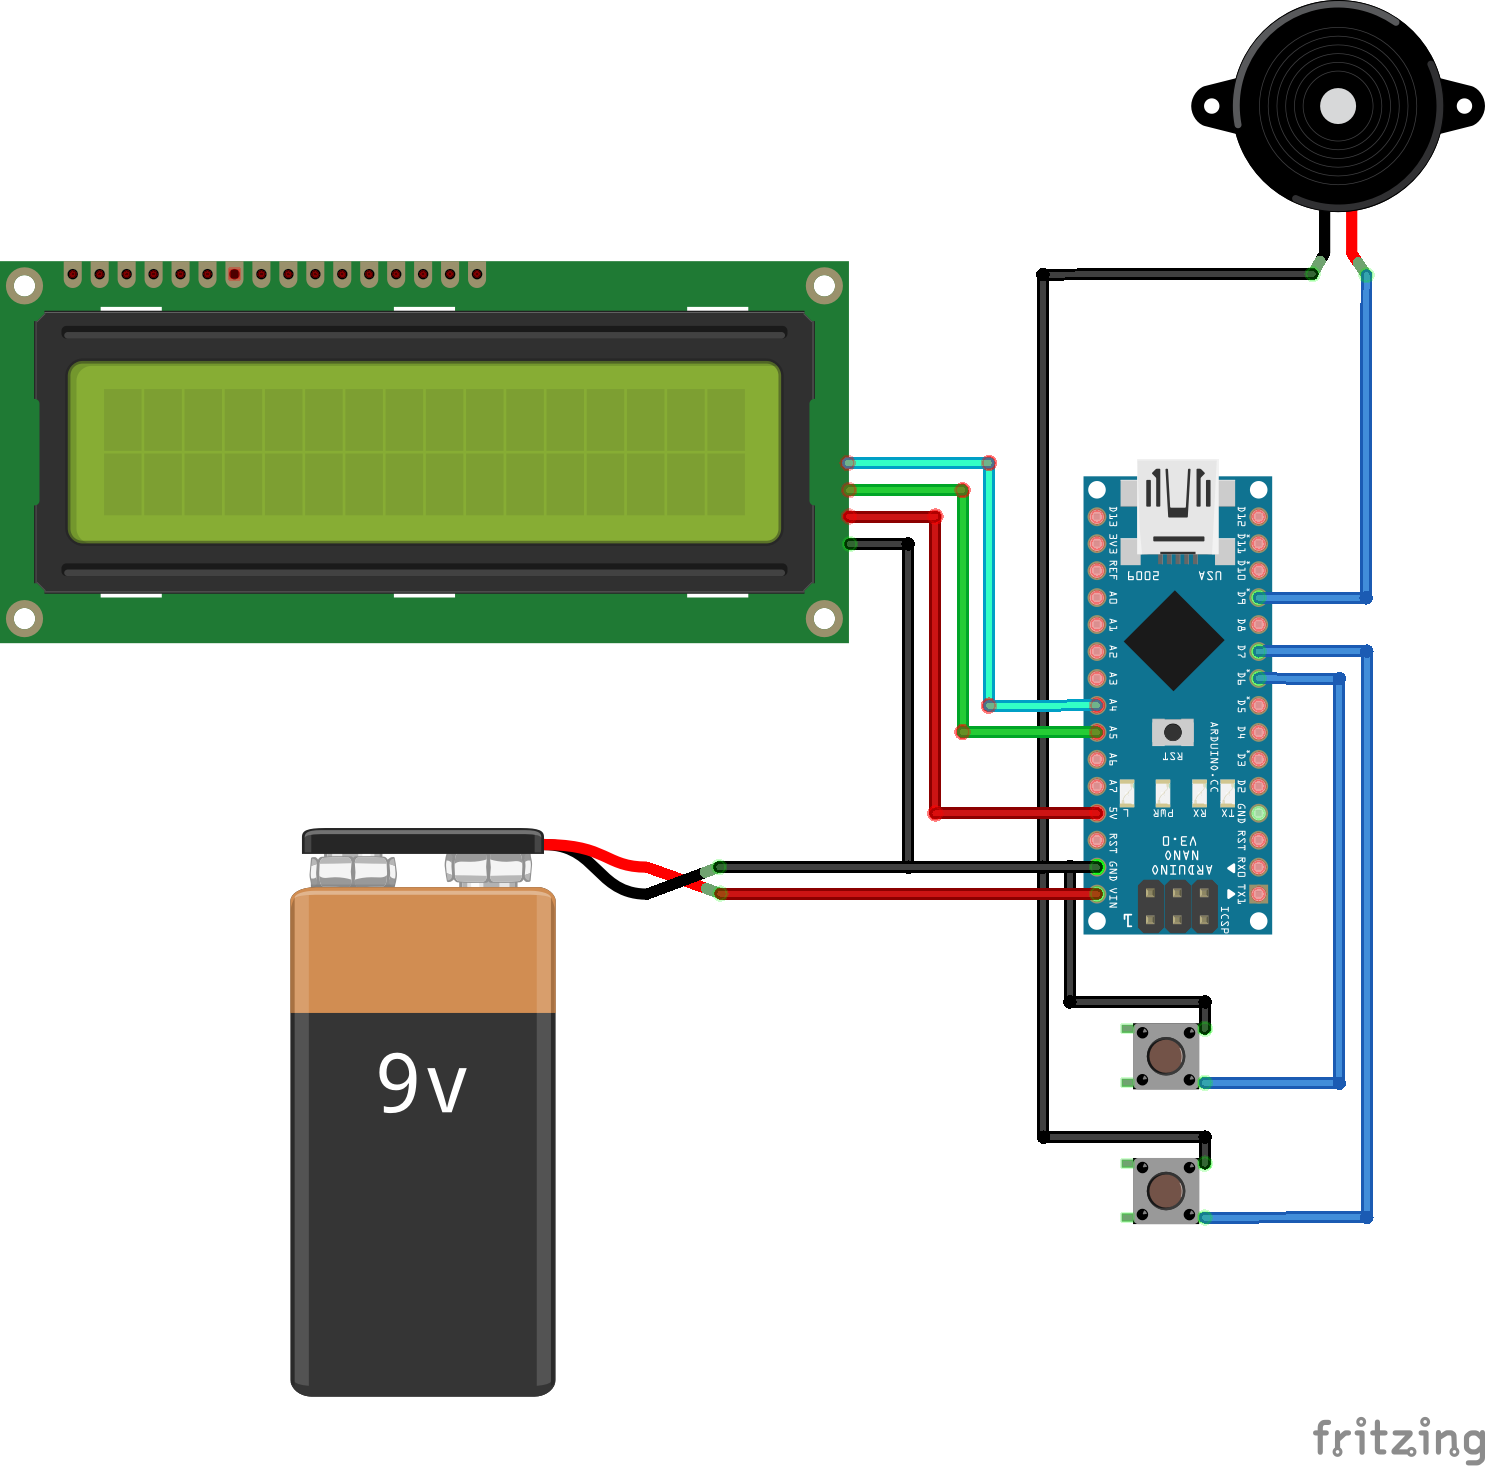 D13
3V3
REF
A0
A1
A2
A3
A4
A5
A6
A7
5V
RST
GND
VIN
2009
USA
D12
D11
D10
D9
D8
D7
D6
D5
D4
D3
D2
GND
RST
RX0
TX1
RST
ARDUINO.CC
L
PWR
RX
TX
V3.0
NANO
ARDUINO
1
ICSP
9v
fritzing